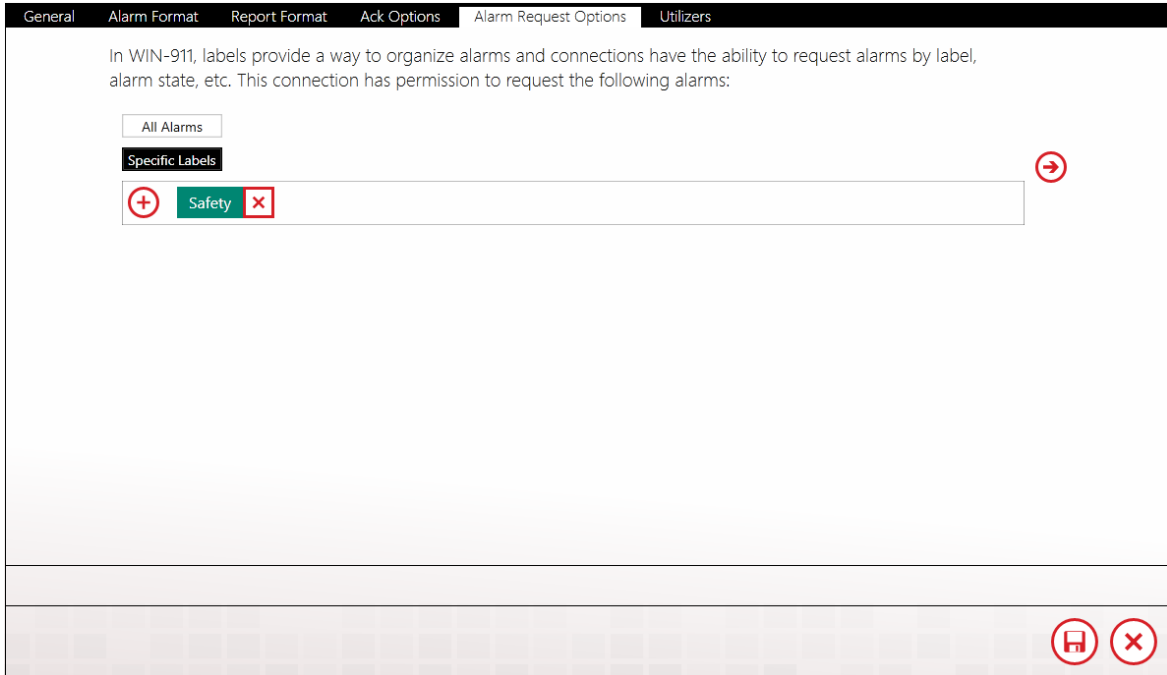 General Alarm Format Report Format Ack Options Alarm Request Options Utilizers
In WIN-911, labels provide a way to organize alarms and connections have the ability to request alarms by label,
alarm state, etc. This connection has permission to request the following alarms:
All Alarms
Specific Labels
Safety